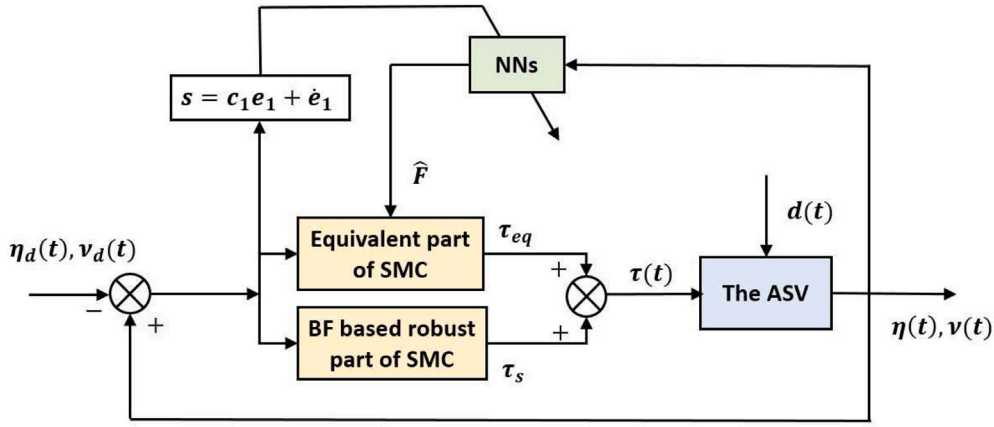 NNs
s = c₁e₁ + ė₁
F̂
d(t)
η_d(t), ν_d(t)
Equivalent part
of SMC
τ_eq
τ(t)
The ASV
−
+
+
+
BF based robust
part of SMC
τ_s
η(t), ν(t)